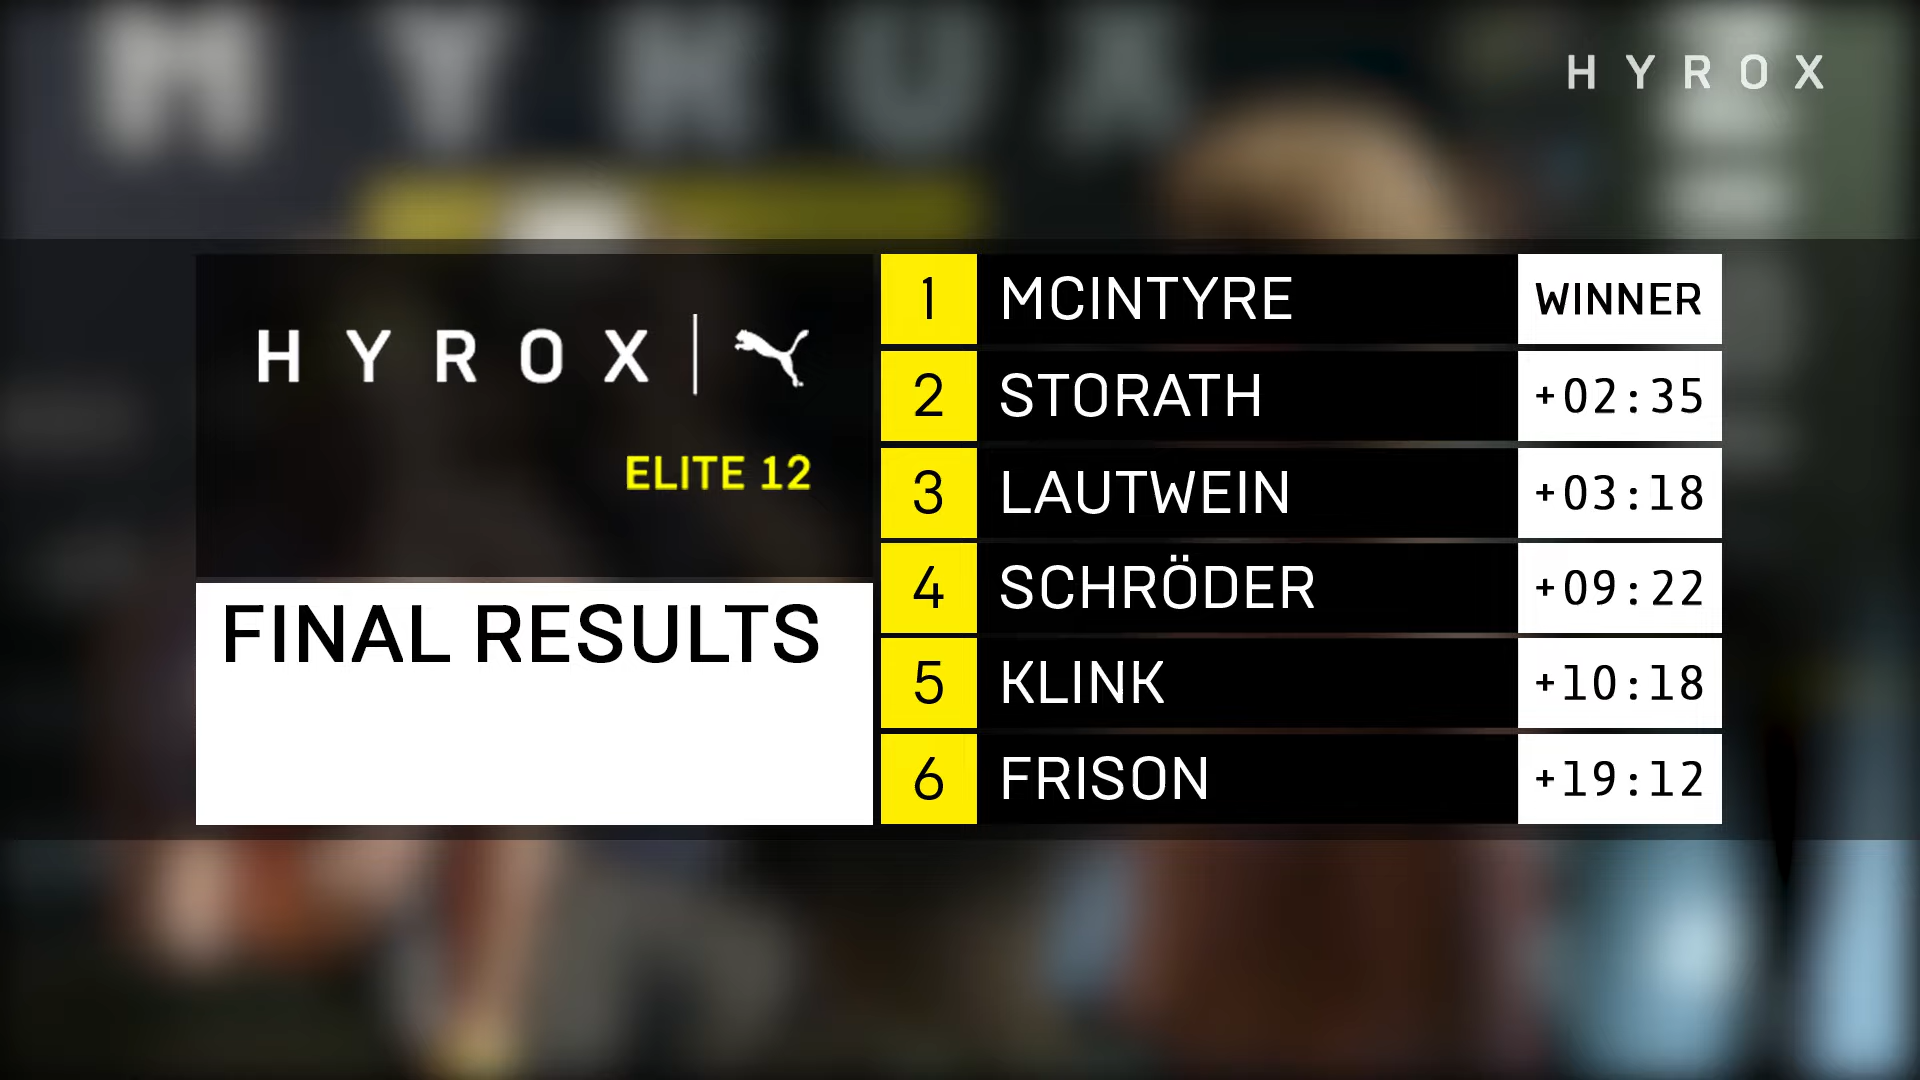 HYROX
HYROX
HYROX
ELITE 12
FINAL RESULTS
1 MCINTYRE WINNER
2 STORATH +02:35
3 LAUTWEIN +03:18
4 SCHRÖDER +09:22
5 KLINK +10:18
6 FRISON +19:12